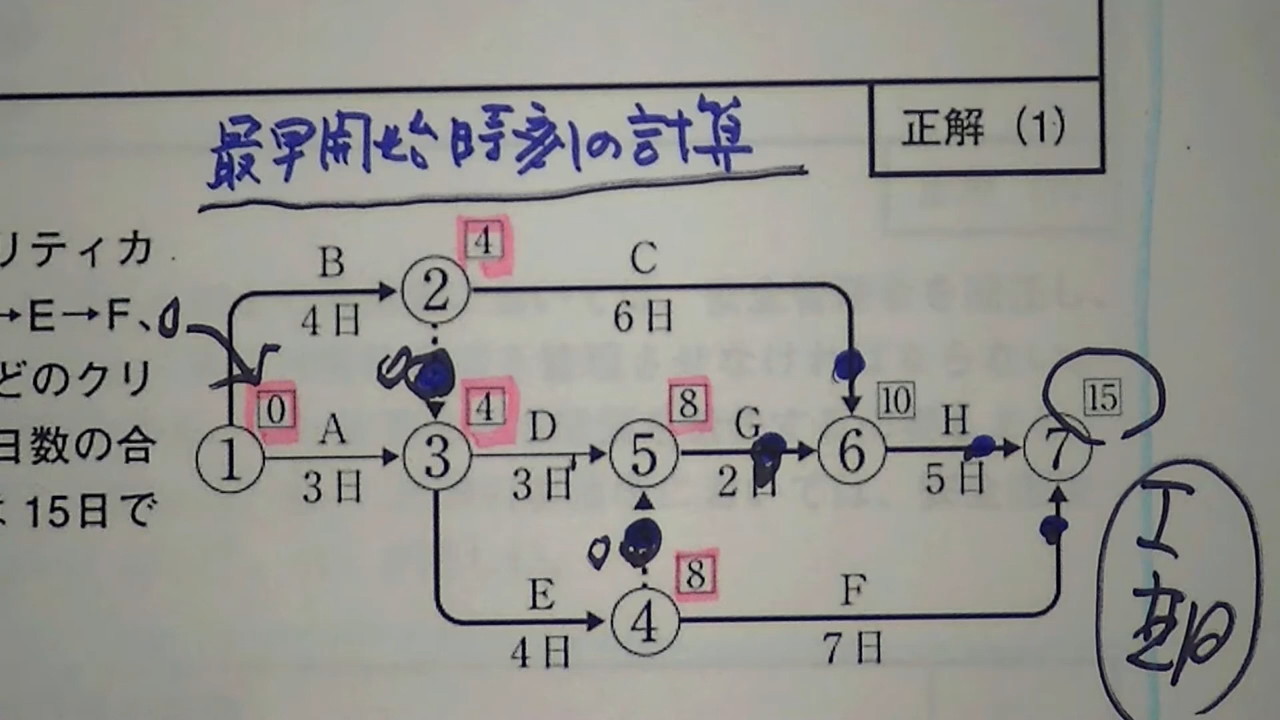 最早開始時刻の計算
正解 (1)
リティカ
→E→F、
どのクリ
日数の合
は 15日で
B
4日
② 4
C
6日
0
① 0
A
3日
③ 4
D
3日
⑤ 8
G
2日
⑥ 10
H
5日
⑦ 15
0
E
4日
④ 8
F
7日
工